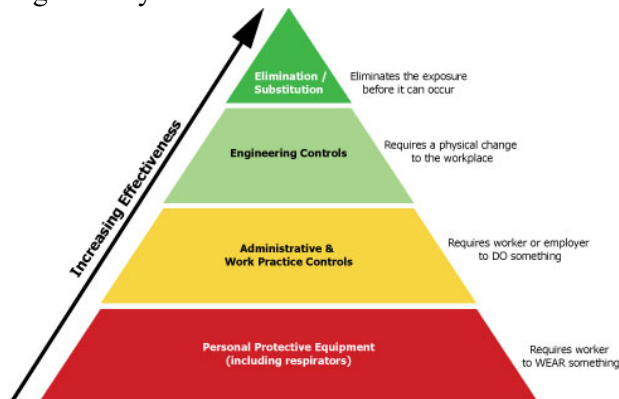 Elimination /
Substitution
Eliminates the exposure
before it can occur
Engineering Controls
Requires a physical change
to the workplace
Increasing Effectiveness
Administrative &
Work Practice Controls
Requires worker or employer
to DO something
Personal Protective Equipment
(including respirators)
Requires worker
to WEAR something